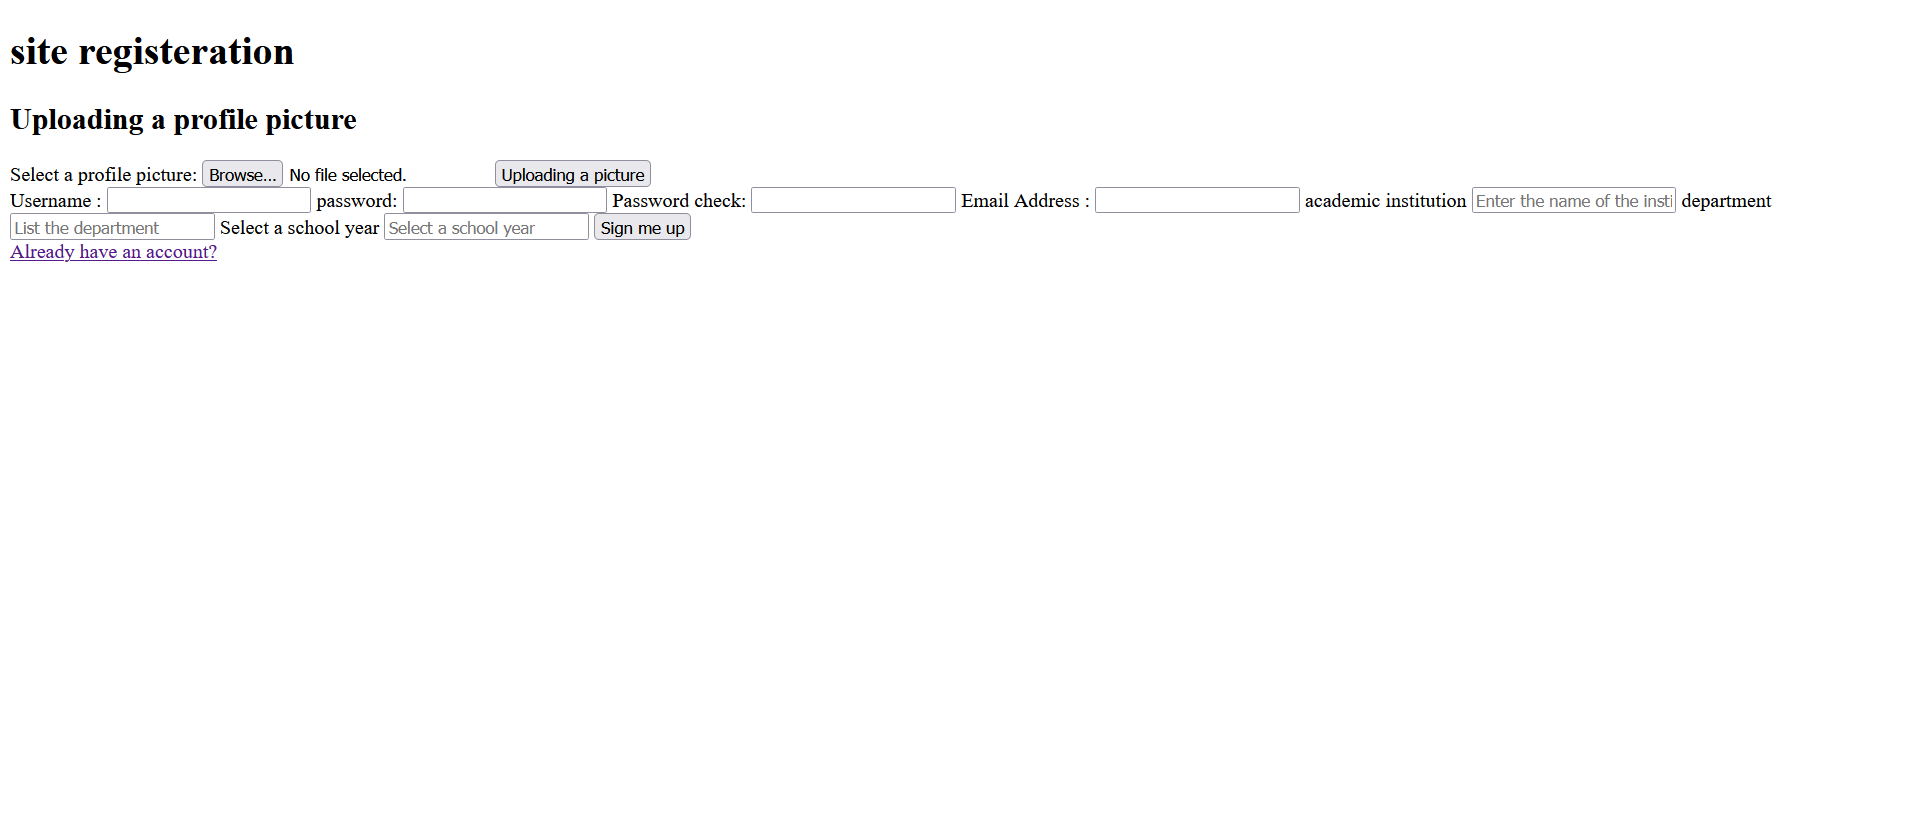 site registeration
Uploading a profile picture
Select a profile picture: Browse... No file selected. Uploading a picture
Username : password: Password check: Email Address : academic institution Enter the name of the insti department
List the department Select a school year Select a school year Sign me up
Already have an account?